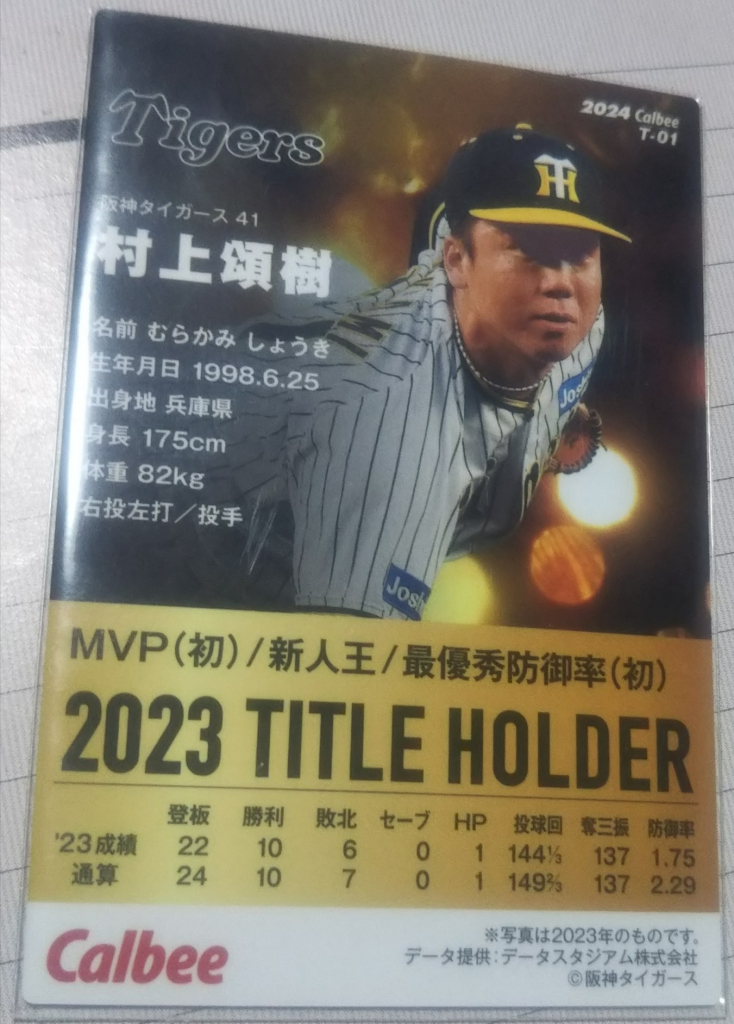 2024 Calbee
T-01
Tigers
阪神タイガース 41
村上頌樹
名前 むらかみ しょうき
生年月日 1998.6.25
出身地 兵庫県
身長 175cm
体重 82kg
右投左打／投手
TH
Josh
Josh
MVP(初)/新人王/最優秀防御率(初)
2023 TITLE HOLDER
登板 勝利 敗北 セーブ HP 投球回 奪三振 防御率
'23成績 22 10 6 0 1 144⅓ 137 1.75
通算 24 10 7 0 1 149⅔ 137 2.29
Calbee
※写真は2023年のものです。
データ提供：データスタジアム株式会社
©阪神タイガース